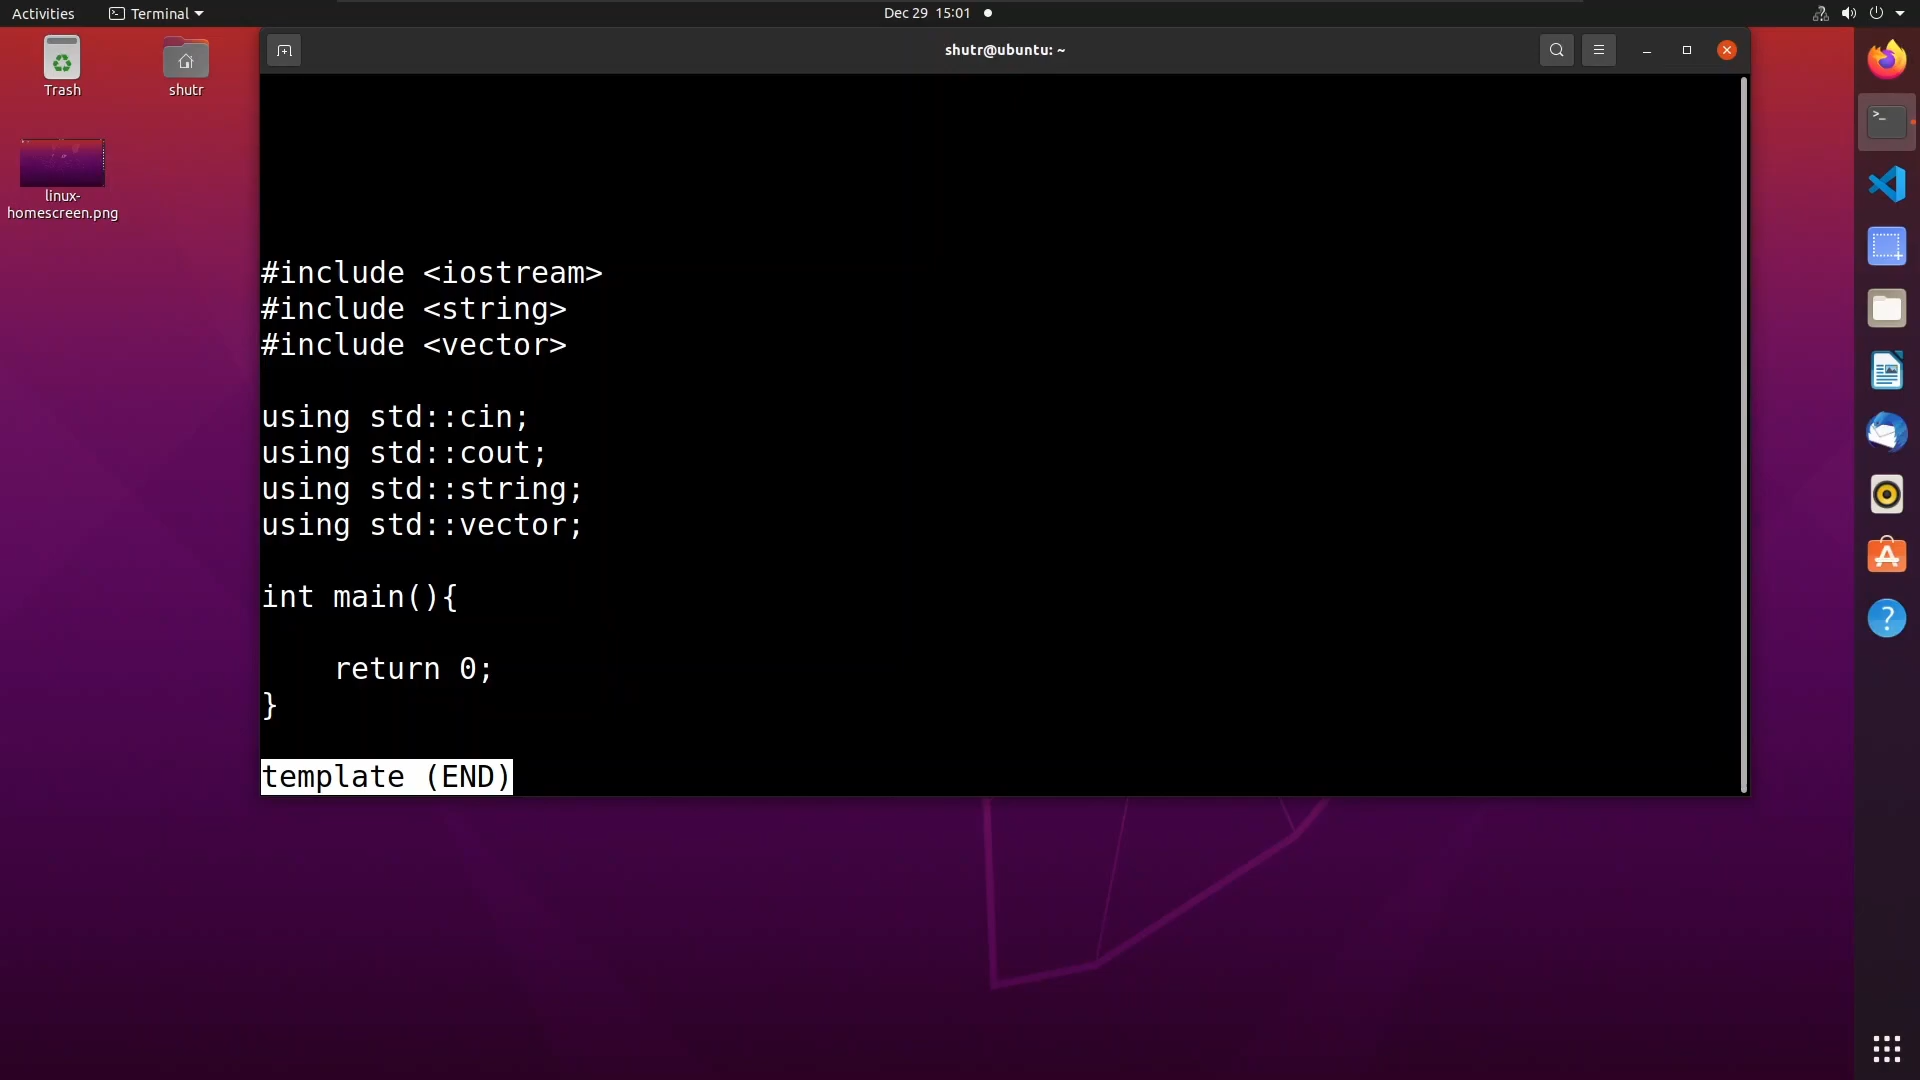 Activities
Terminal
Dec 29 15:01
shutr@ubuntu: ~
Trash
shutr
linux-
homescreen.png
#include <iostream>
#include <string>
#include <vector>
using std::cin;
using std::cout;
using std::string;
using std::vector;
int main(){
return 0;
}
template (END)